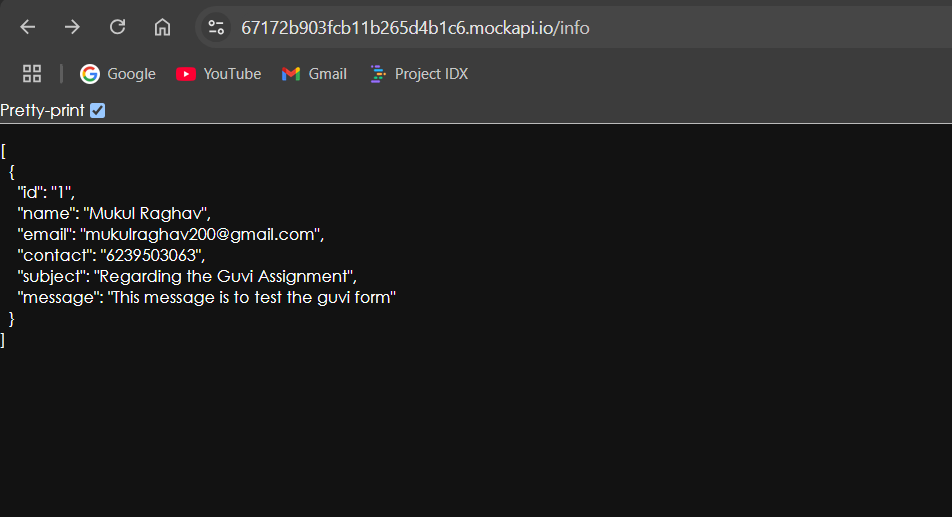 67172b903fcb11b265d4b1c6.mockapi.io/info
Google YouTube Gmail Project IDX
Pretty-print
[
{
"id": "1",
"name": "Mukul Raghav",
"email": "mukulraghav200@gmail.com",
"contact": "6239503063",
"subject": "Regarding the Guvi Assignment",
"message": "This message is to test the guvi form"
}
]